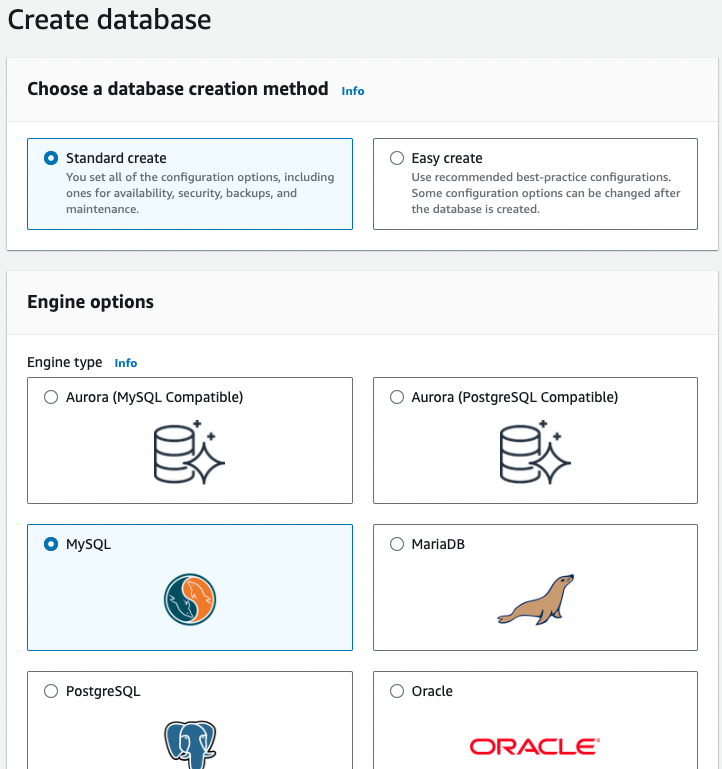 Create database
Choose a database creation method Info
Standard create
You set all of the configuration options, including
ones for availability, security, backups, and
maintenance.
Easy create
Use recommended best-practice configurations.
Some configuration options can be changed after
the database is created.
Engine options
Engine type Info
Aurora (MySQL Compatible)
Aurora (PostgreSQL Compatible)
MySQL
MariaDB
PostgreSQL
Oracle
ORACLE